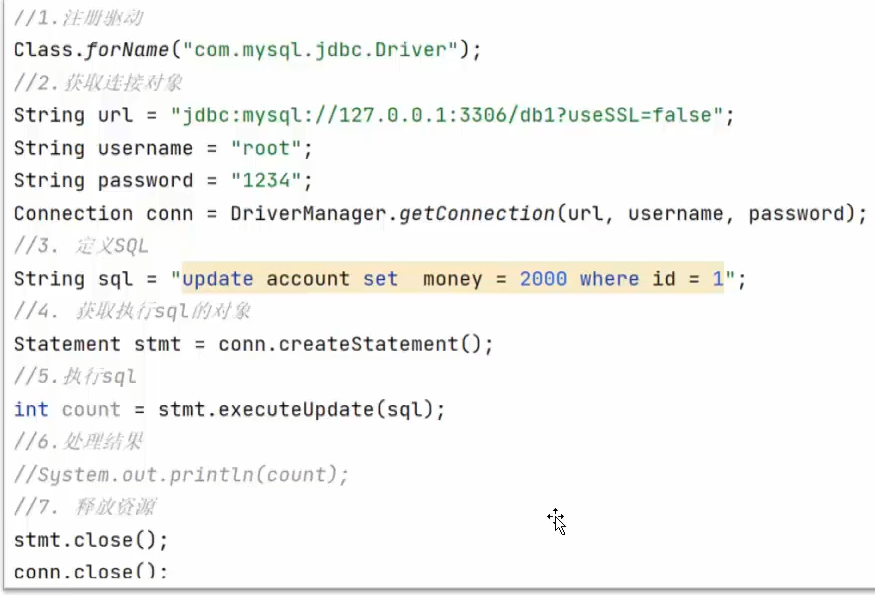 //1.注册驱动
Class.forName("com.mysql.jdbc.Driver");
//2.获取连接对象
String url = "jdbc:mysql://127.0.0.1:3306/db1?useSSL=false";
String username = "root";
String password = "1234";
Connection conn = DriverManager.getConnection(url, username, password);
//3. 定义SQL
String sql = "update account set  money = 2000 where id = 1";
//4. 获取执行sql的对象
Statement stmt = conn.createStatement();
//5.执行sql
int count = stmt.executeUpdate(sql);
//6.处理结果
//System.out.println(count);
//7. 释放资源
stmt.close();
conn.close();